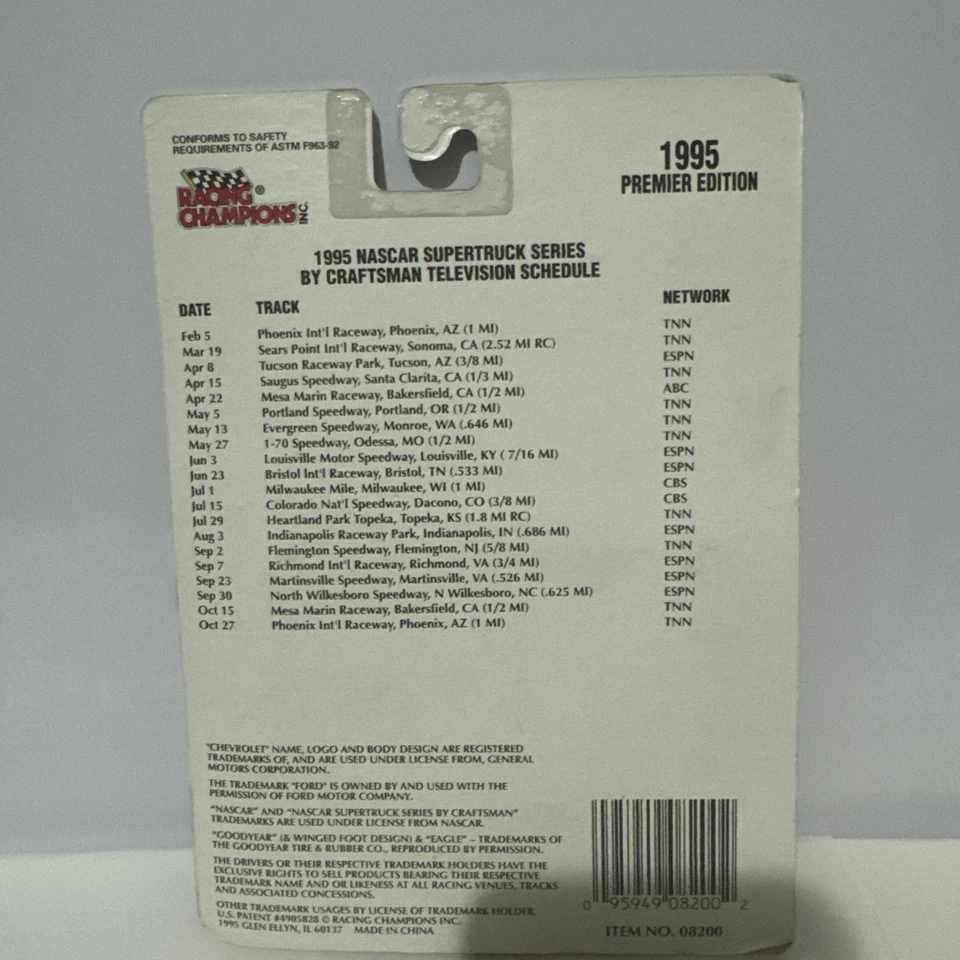 CONFORMS TO SAFETY
REQUIREMENTS OF ASTM F963-92
RACING ®
CHAMPIONS INC.
1995
PREMIER EDITION
1995 NASCAR SUPERTRUCK SERIES
BY CRAFTSMAN TELEVISION SCHEDULE
DATE TRACK NETWORK
Feb 5 Phoenix Int'l Raceway, Phoenix, AZ (1 MI) TNN
Mar 19 Sears Point Int'l Raceway, Sonoma, CA (2.52 MI RC) TNN
Apr 8 Tucson Raceway Park, Tucson, AZ (3/8 MI) ESPN
Apr 15 Saugus Speedway, Santa Clarita, CA (1/3 MI) TNN
Apr 22 Mesa Marin Raceway, Bakersfield, CA (1/2 MI) ABC
May 5 Portland Speedway, Portland, OR (1/2 MI) TNN
May 13 Evergreen Speedway, Monroe, WA (.646 MI) TNN
May 27 1-70 Speedway, Odessa, MO (1/2 MI) TNN
Jun 3 Louisville Motor Speedway, Louisville, KY ( 7/16 MI) ESPN
Jun 23 Bristol Int'l Raceway, Bristol, TN (.533 MI) ESPN
Jul 1 Milwaukee Mile, Milwaukee, WI (1 MI) CBS
Jul 15 Colorado Nat'l Speedway, Dacono, CO (3/8 MI) CBS
Jul 29 Heartland Park Topeka, Topeka, KS (1.8 MI RC) TNN
Aug 3 Indianapolis Raceway Park, Indianapolis, IN (.686 MI) ESPN
Sep 2 Flemington Speedway, Flemington, NJ (5/8 MI) TNN
Sep 7 Richmond Int'l Raceway, Richmond, VA (3/4 MI) ESPN
Sep 23 Martinsville Speedway, Martinsville, VA (.526 MI) ESPN
Sep 30 North Wilkesboro Speedway, N Wilkesboro, NC (.625 MI) ESPN
Oct 15 Mesa Marin Raceway, Bakersfield, CA (1/2 MI) TNN
Oct 27 Phoenix Int'l Raceway, Phoenix, AZ (1 MI) TNN
"CHEVROLET" NAME, LOGO AND BODY DESIGN ARE REGISTERED
TRADEMARKS OF, AND ARE USED UNDER LICENSE FROM, GENERAL
MOTORS CORPORATION.
THE TRADEMARK "FORD" IS OWNED BY AND USED WITH THE
PERMISSION OF FORD MOTOR COMPANY.
"NASCAR" AND "NASCAR SUPERTRUCK SERIES BY CRAFTSMAN"
TRADEMARKS ARE USED UNDER LICENSE FROM NASCAR.
"GOODYEAR" (& WINGED FOOT DESIGN) & "EAGLE" – TRADEMARKS OF
THE GOODYEAR TIRE & RUBBER CO., REPRODUCED BY PERMISSION.
THE DRIVERS OR THEIR RESPECTIVE TRADEMARK HOLDERS HAVE THE
EXCLUSIVE RIGHTS TO SELL PRODUCTS BEARING THEIR RESPECTIVE
TRADEMARK NAME AND OR LIKENESS AT ALL RACING VENUES, TRACKS
AND ASSOCIATED CONCESSIONS.
OTHER TRADEMARK USAGES BY LICENSE OF TRADEMARK HOLDER.
U.S. PATENT #4905828 © RACING CHAMPIONS INC.
1995 GLEN ELLYN, IL 60137 MADE IN CHINA
0 95949 08200 2
ITEM NO. 08200